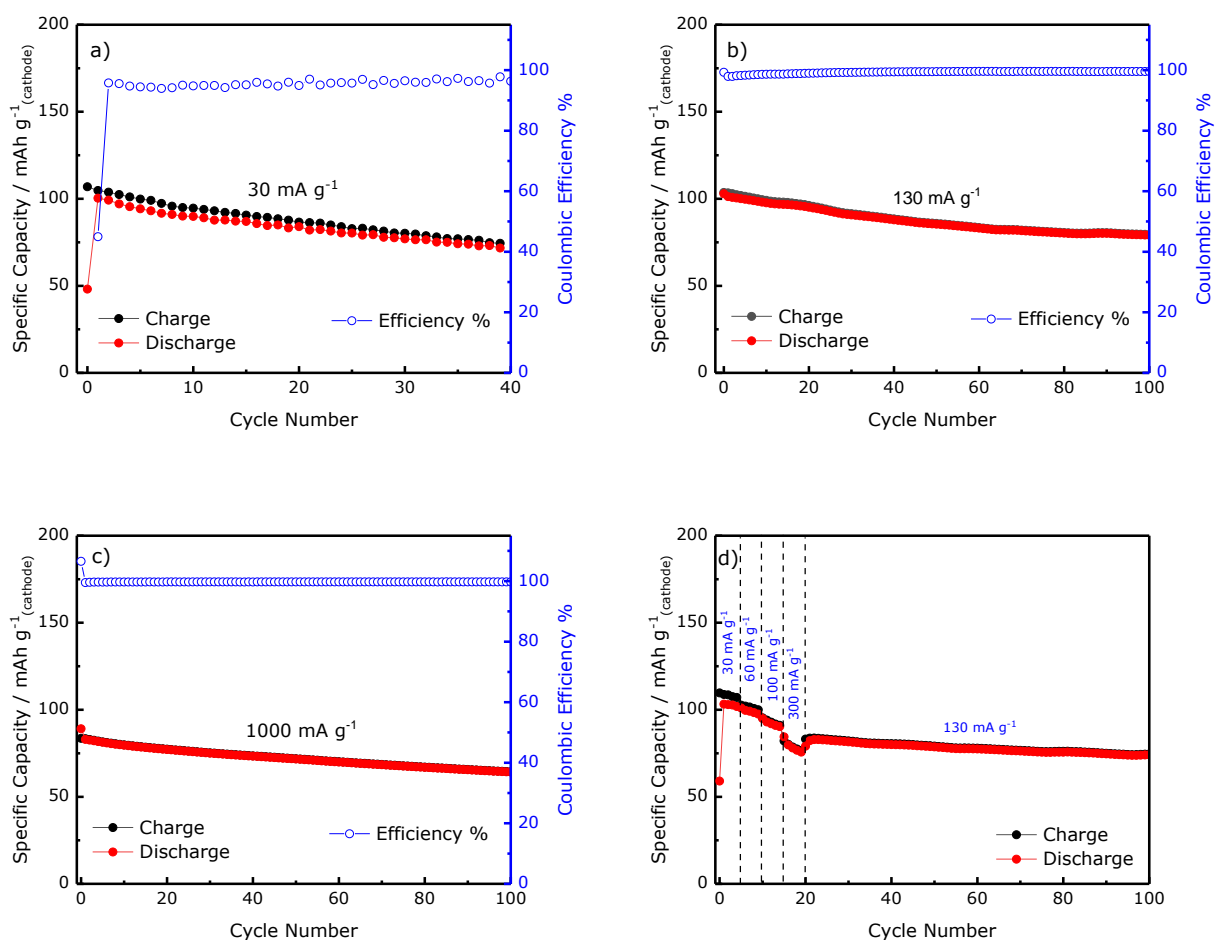 a)
200
150
100
50
0
Specific Capacity / mAh g⁻¹(cathode)
30 mA g⁻¹
Charge
Discharge
Efficiency %
0 10 20 30 40
Cycle Number
100
80
60
40
20
0
Coulombic Efficiency %
b)
200
150
100
50
0
Specific Capacity / mAh g⁻¹(cathode)
130 mA g⁻¹
Charge
Discharge
Efficiency %
0 20 40 60 80 100
Cycle Number
100
80
60
40
20
0
Coulombic Efficiency %
c)
200
150
100
50
0
Specific Capacity / mAh g⁻¹(cathode)
1000 mA g⁻¹
Charge
Discharge
Efficiency %
0 20 40 60 80 100
Cycle Number
100
80
60
40
20
0
Coulombic Efficiency %
d)
200
150
100
50
0
Specific Capacity / mAh g⁻¹(cathode)
30 mA g⁻¹
60 mA g⁻¹
100 mA g⁻¹
300 mA g⁻¹
130 mA g⁻¹
Charge
Discharge
0 20 40 60 80 100
Cycle Number